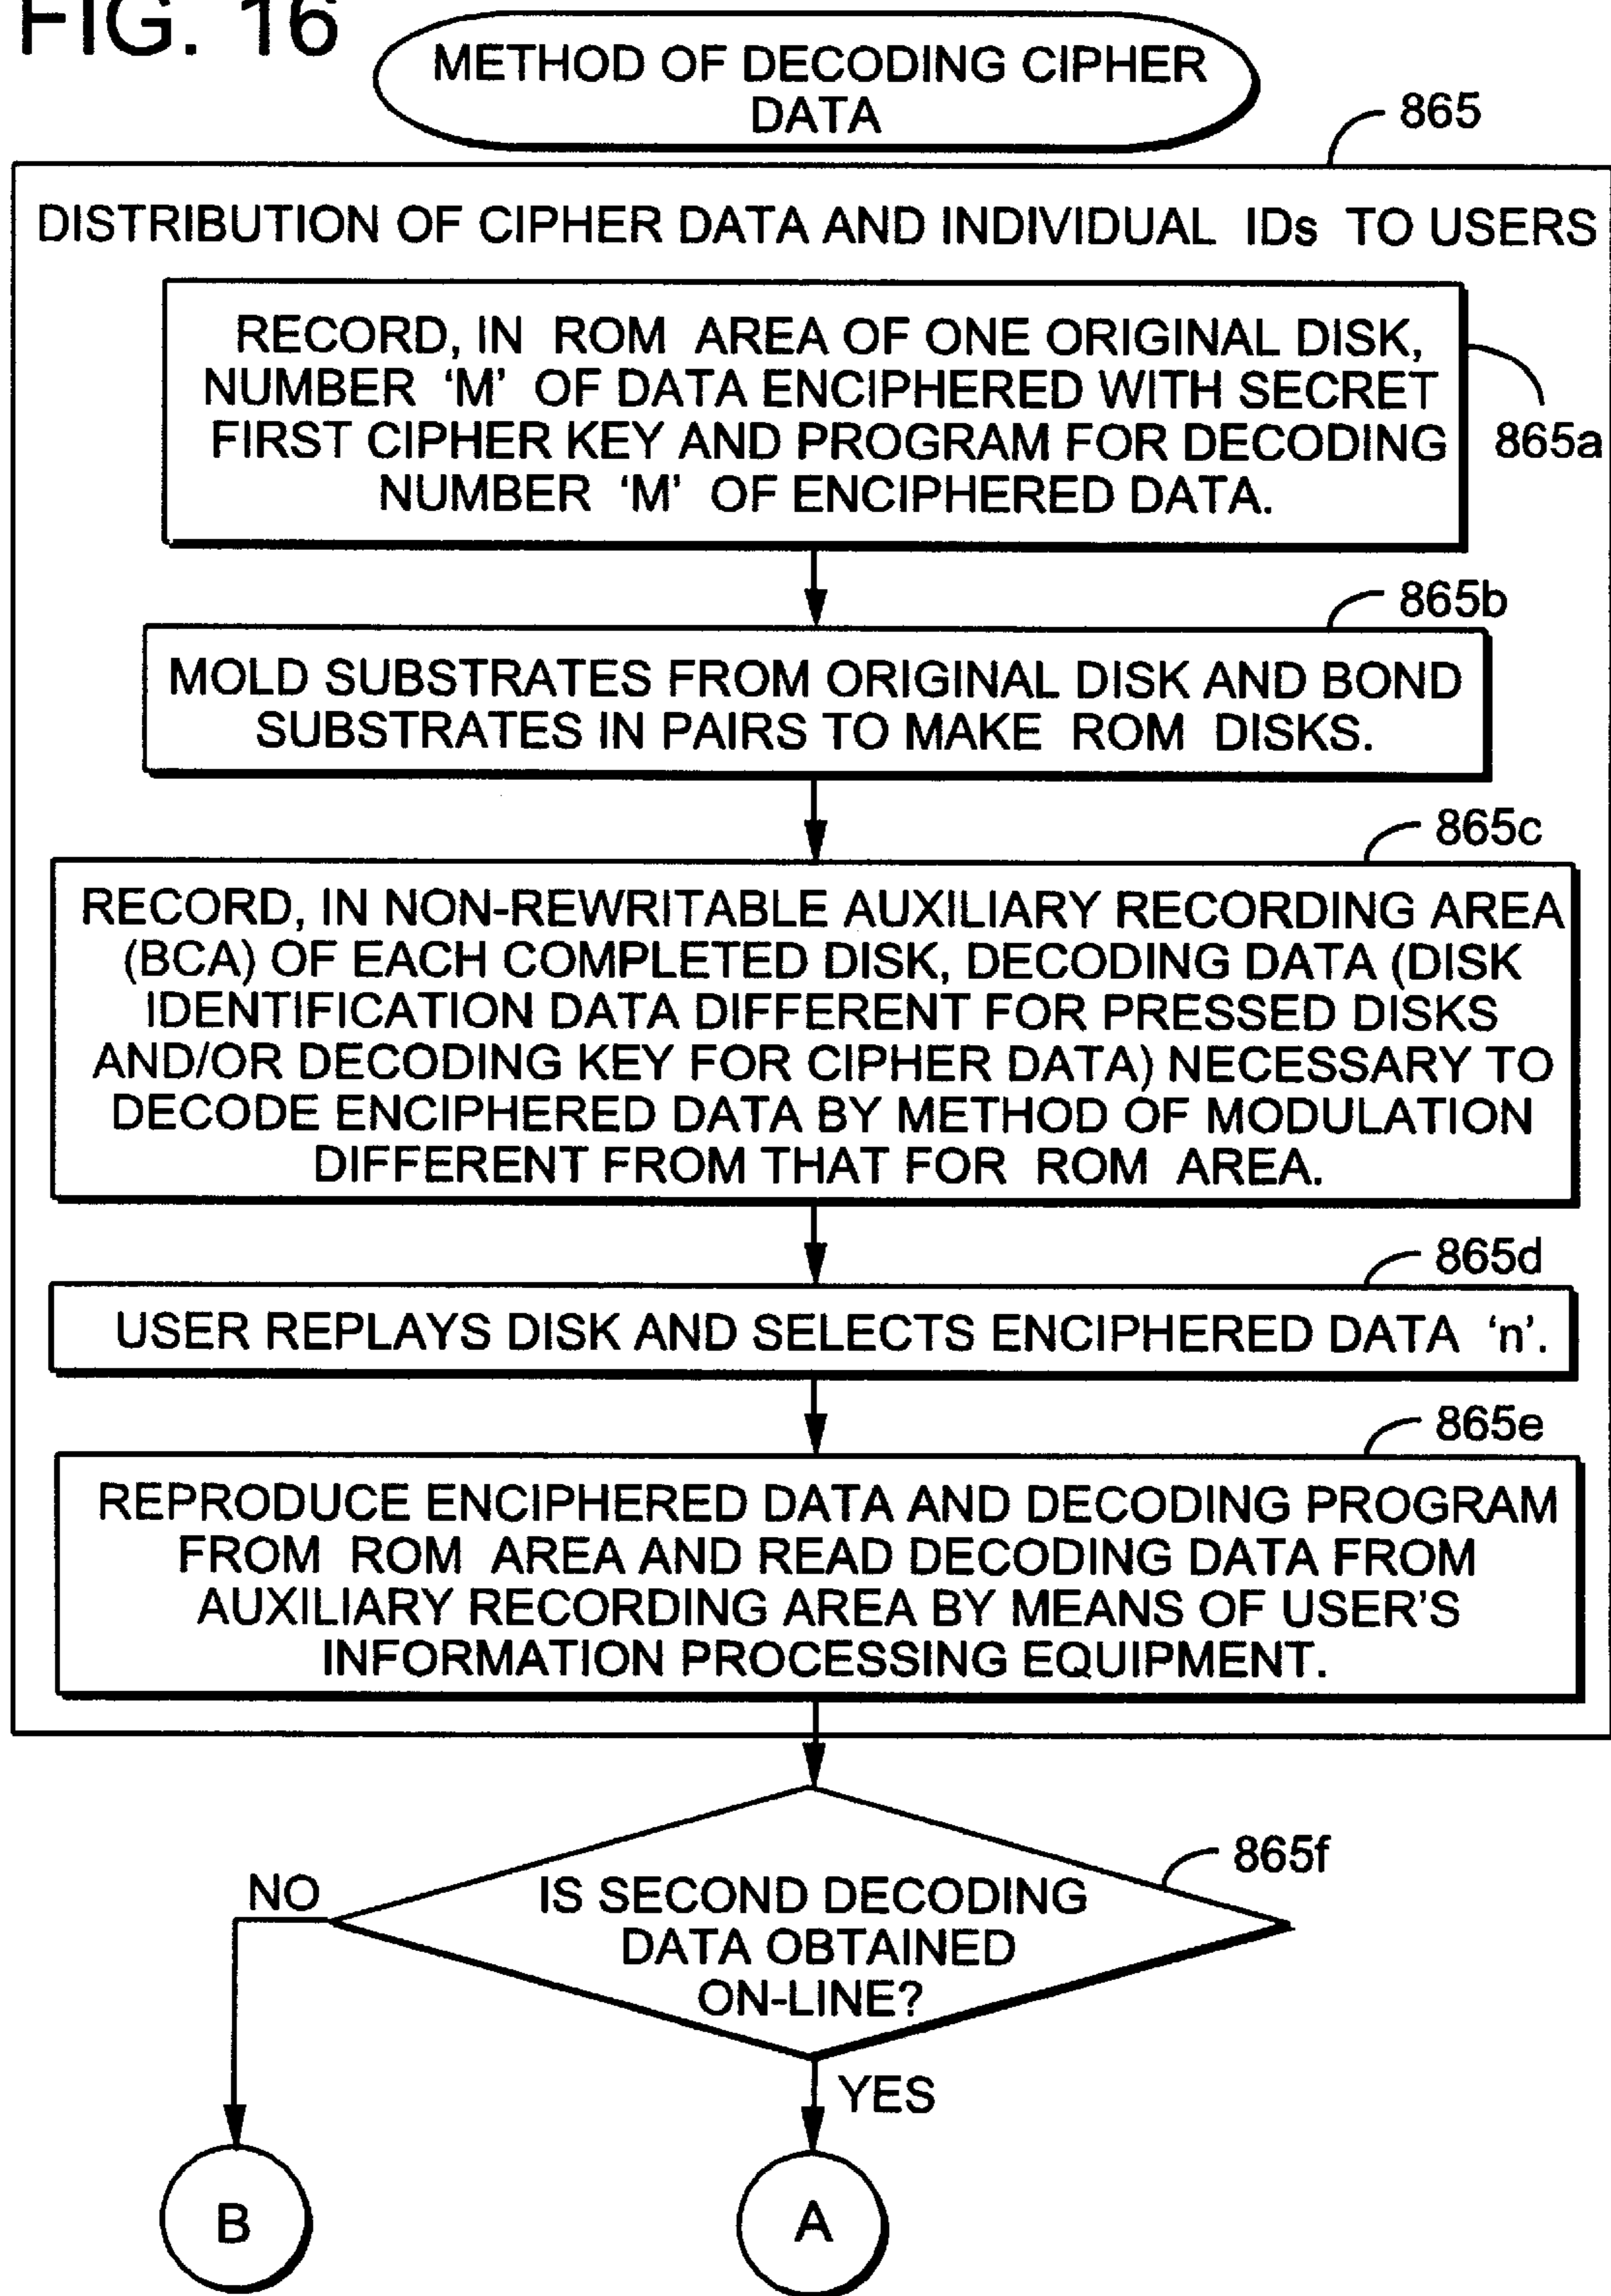 FIG. 16
METHOD OF DECODING CIPHER
DATA
865
DISTRIBUTION OF CIPHER DATA AND INDIVIDUAL IDs TO USERS
RECORD, IN ROM AREA OF ONE ORIGINAL DISK,
NUMBER ‘M’ OF DATA ENCIPHERED WITH SECRET
FIRST CIPHER KEY AND PROGRAM FOR DECODING
NUMBER ‘M’ OF ENCIPHERED DATA.
865a
865b
MOLD SUBSTRATES FROM ORIGINAL DISK AND BOND
SUBSTRATES IN PAIRS TO MAKE ROM DISKS.
865c
RECORD, IN NON-REWRITABLE AUXILIARY RECORDING AREA
(BCA) OF EACH COMPLETED DISK, DECODING DATA (DISK
IDENTIFICATION DATA DIFFERENT FOR PRESSED DISKS
AND/OR DECODING KEY FOR CIPHER DATA) NECESSARY TO
DECODE ENCIPHERED DATA BY METHOD OF MODULATION
DIFFERENT FROM THAT FOR ROM AREA.
865d
USER REPLAYS DISK AND SELECTS ENCIPHERED DATA ‘n’.
865e
REPRODUCE ENCIPHERED DATA AND DECODING PROGRAM
FROM ROM AREA AND READ DECODING DATA FROM
AUXILIARY RECORDING AREA BY MEANS OF USER’S
INFORMATION PROCESSING EQUIPMENT.
865f
NO
IS SECOND DECODING
DATA OBTAINED
ON-LINE?
YES
B
A